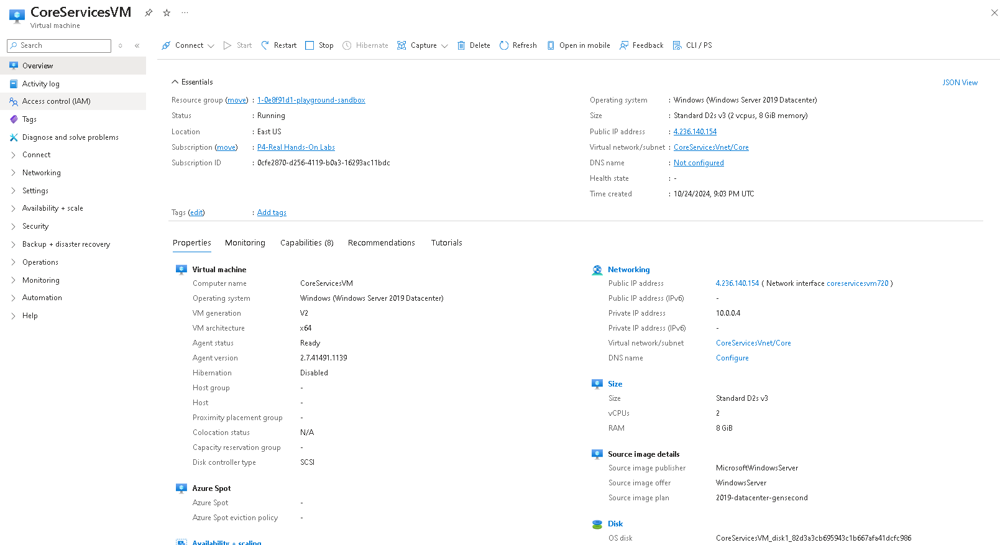 CoreServicesVM
Virtual machine
Search
Connect
Start
Restart
Stop
Hibernate
Capture
Delete
Refresh
Open in mobile
Feedback
CLI / PS
Overview
Activity log
Access control (IAM)
Tags
Diagnose and solve problems
Connect
Networking
Settings
Availability + scale
Security
Backup + disaster recovery
Operations
Monitoring
Automation
Help
Essentials
JSON View
Resource group (move) : 1-0e8f91d1-playground-sandbox
Status : Running
Location : East US
Subscription (move) : P4-Real Hands-On Labs
Subscription ID : 0cfe2870-d256-4119-b0a3-16293ac11bdc
Operating system : Windows (Windows Server 2019 Datacenter)
Size : Standard D2s v3 (2 vcpus, 8 GiB memory)
Public IP address : 4.236.140.154
Virtual network/subnet : CoreServicesVnet/Core
DNS name : Not configured
Health state : -
Time created : 10/24/2024, 9:03 PM UTC
Tags (edit) : Add tags
Properties
Monitoring
Capabilities (8)
Recommendations
Tutorials
Virtual machine
Computer name CoreServicesVM
Operating system Windows (Windows Server 2019 Datacenter)
VM generation V2
VM architecture x64
Agent status Ready
Agent version 2.7.41491.1139
Hibernation Disabled
Host group -
Host -
Proximity placement group -
Colocation status N/A
Capacity reservation group -
Disk controller type SCSI
Azure Spot
Azure Spot -
Azure Spot eviction policy -
Availability + scaling
Networking
Public IP address 4.236.140.154 ( Network interface coreservicesvm720 )
Public IP address (IPv6) -
Private IP address 10.0.0.4
Private IP address (IPv6) -
Virtual network/subnet CoreServicesVnet/Core
DNS name Configure
Size
Size Standard D2s v3
vCPUs 2
RAM 8 GiB
Source image details
Source image publisher MicrosoftWindowsServer
Source image offer WindowsServer
Source image plan 2019-datacenter-gensecond
Disk
OS disk CoreServicesVM_disk1_82d3a3cb695943c1b667afa41dcfc986